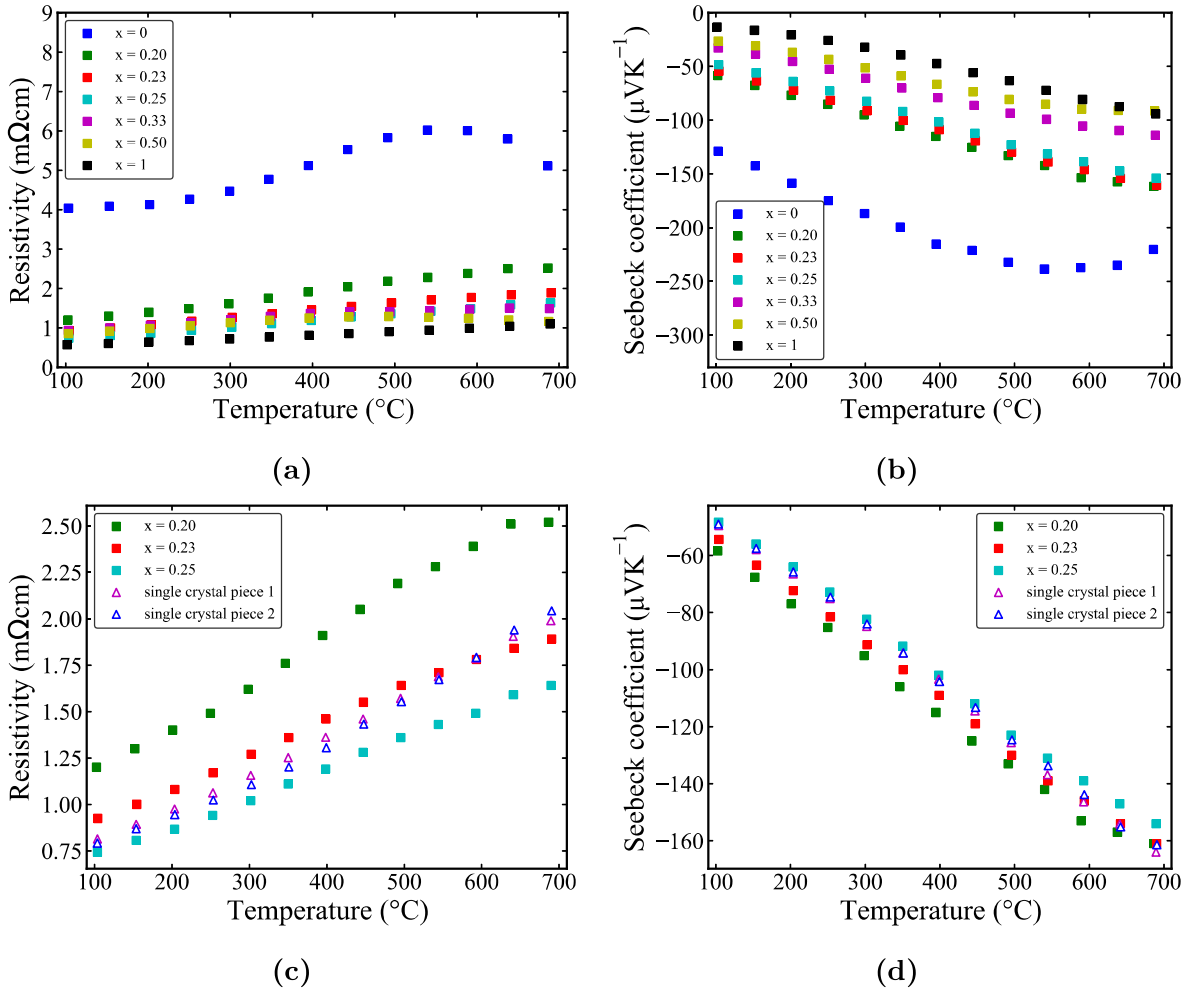 9
8
7
6
5
4
3
2
1
0
Resistivity (mΩcm)
x = 0
x = 0.20
x = 0.23
x = 0.25
x = 0.33
x = 0.50
x = 1
100 200 300 400 500 600 700
Temperature (°C)
(a)
0
−50
−100
−150
−200
−250
−300
Seebeck coefficient (μVK⁻¹)
x = 0
x = 0.20
x = 0.23
x = 0.25
x = 0.33
x = 0.50
x = 1
100 200 300 400 500 600 700
Temperature (°C)
(b)
2.50
2.25
2.00
1.75
1.50
1.25
1.00
0.75
Resistivity (mΩcm)
x = 0.20
x = 0.23
x = 0.25
single crystal piece 1
single crystal piece 2
100 200 300 400 500 600 700
Temperature (°C)
(c)
−60
−80
−100
−120
−140
−160
Seebeck coefficient (μVK⁻¹)
x = 0.20
x = 0.23
x = 0.25
single crystal piece 1
single crystal piece 2
100 200 300 400 500 600 700
Temperature (°C)
(d)